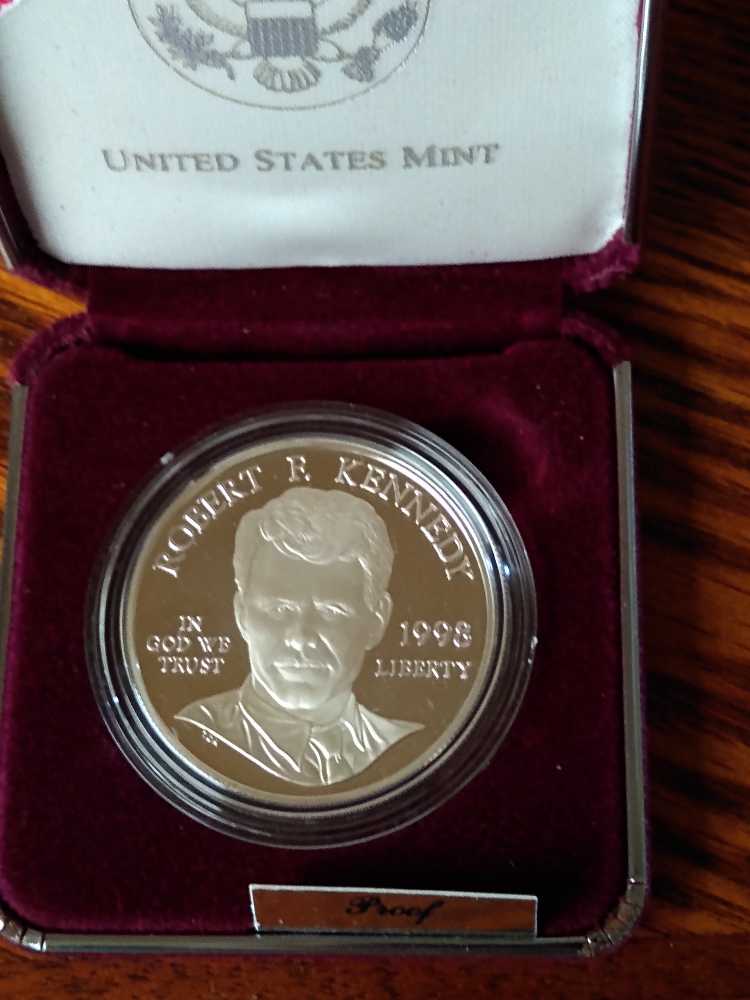 UNITED STATES MINT
ROBERT F. KENNEDY
IN
GOD WE
TRUST
1998
LIBERTY
Proof